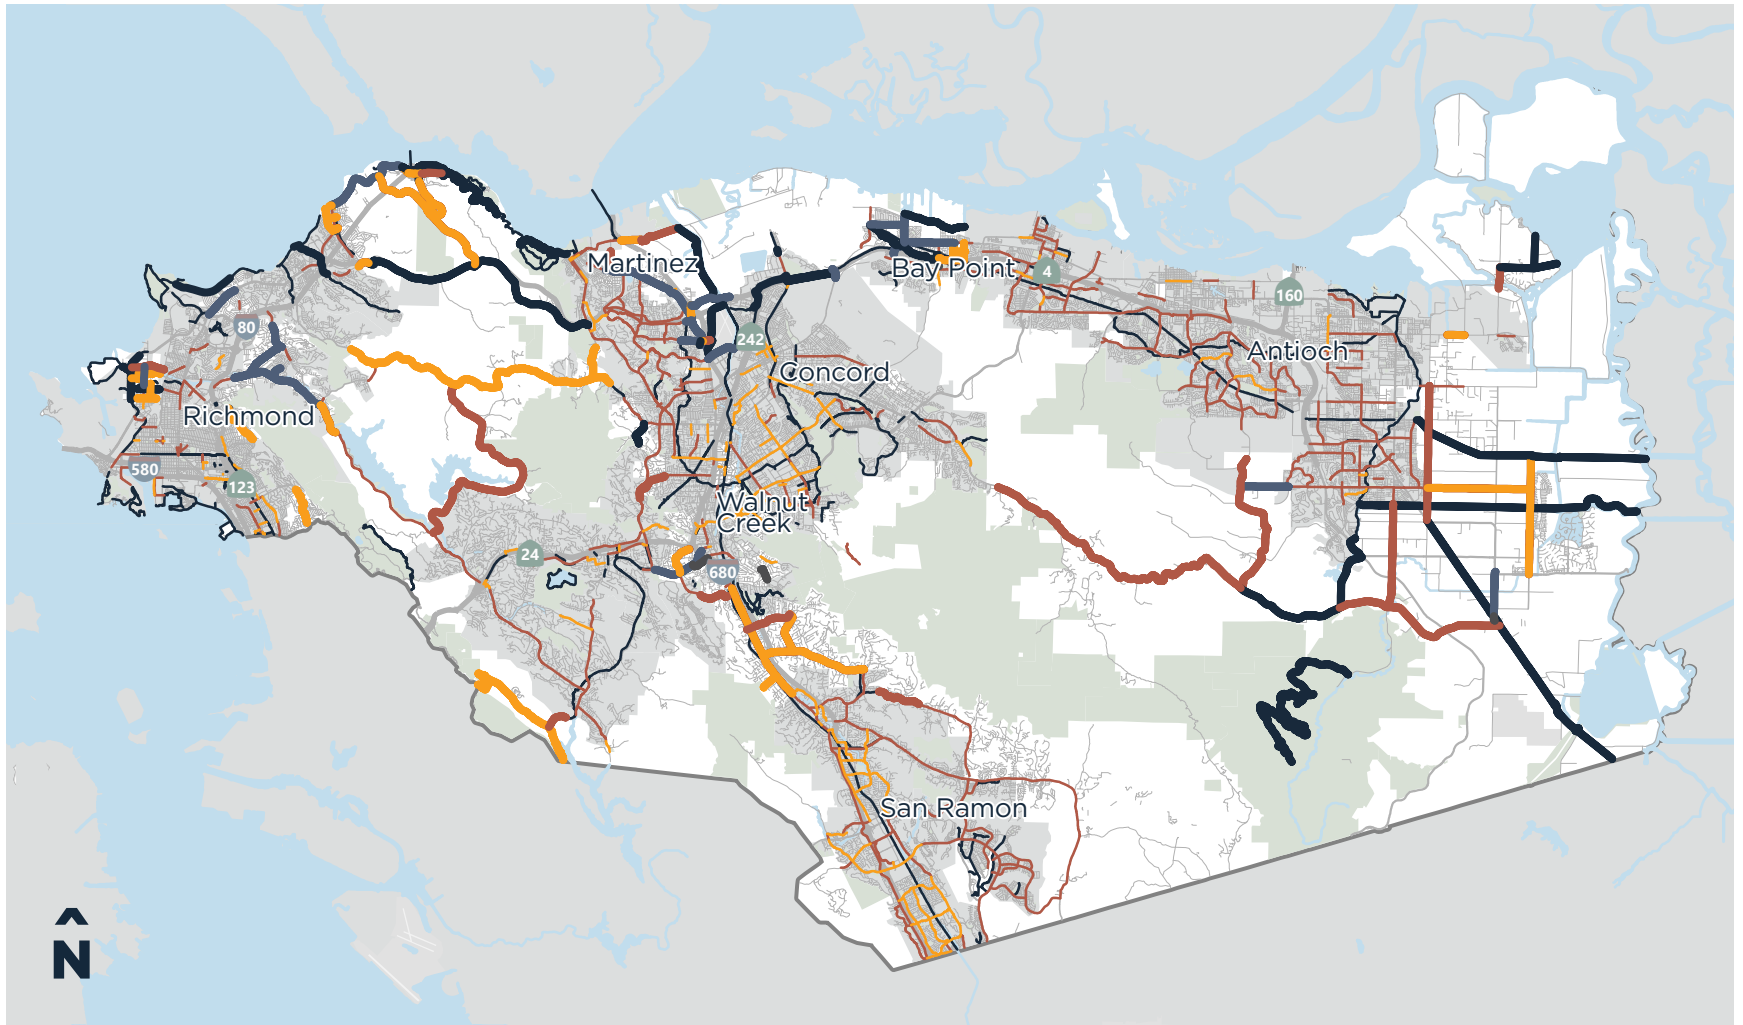 Martinez
Bay Point
4
160
80
242
Antioch
Concord
Richmond
580
123
Walnut
Creek
24
680
San Ramon
N